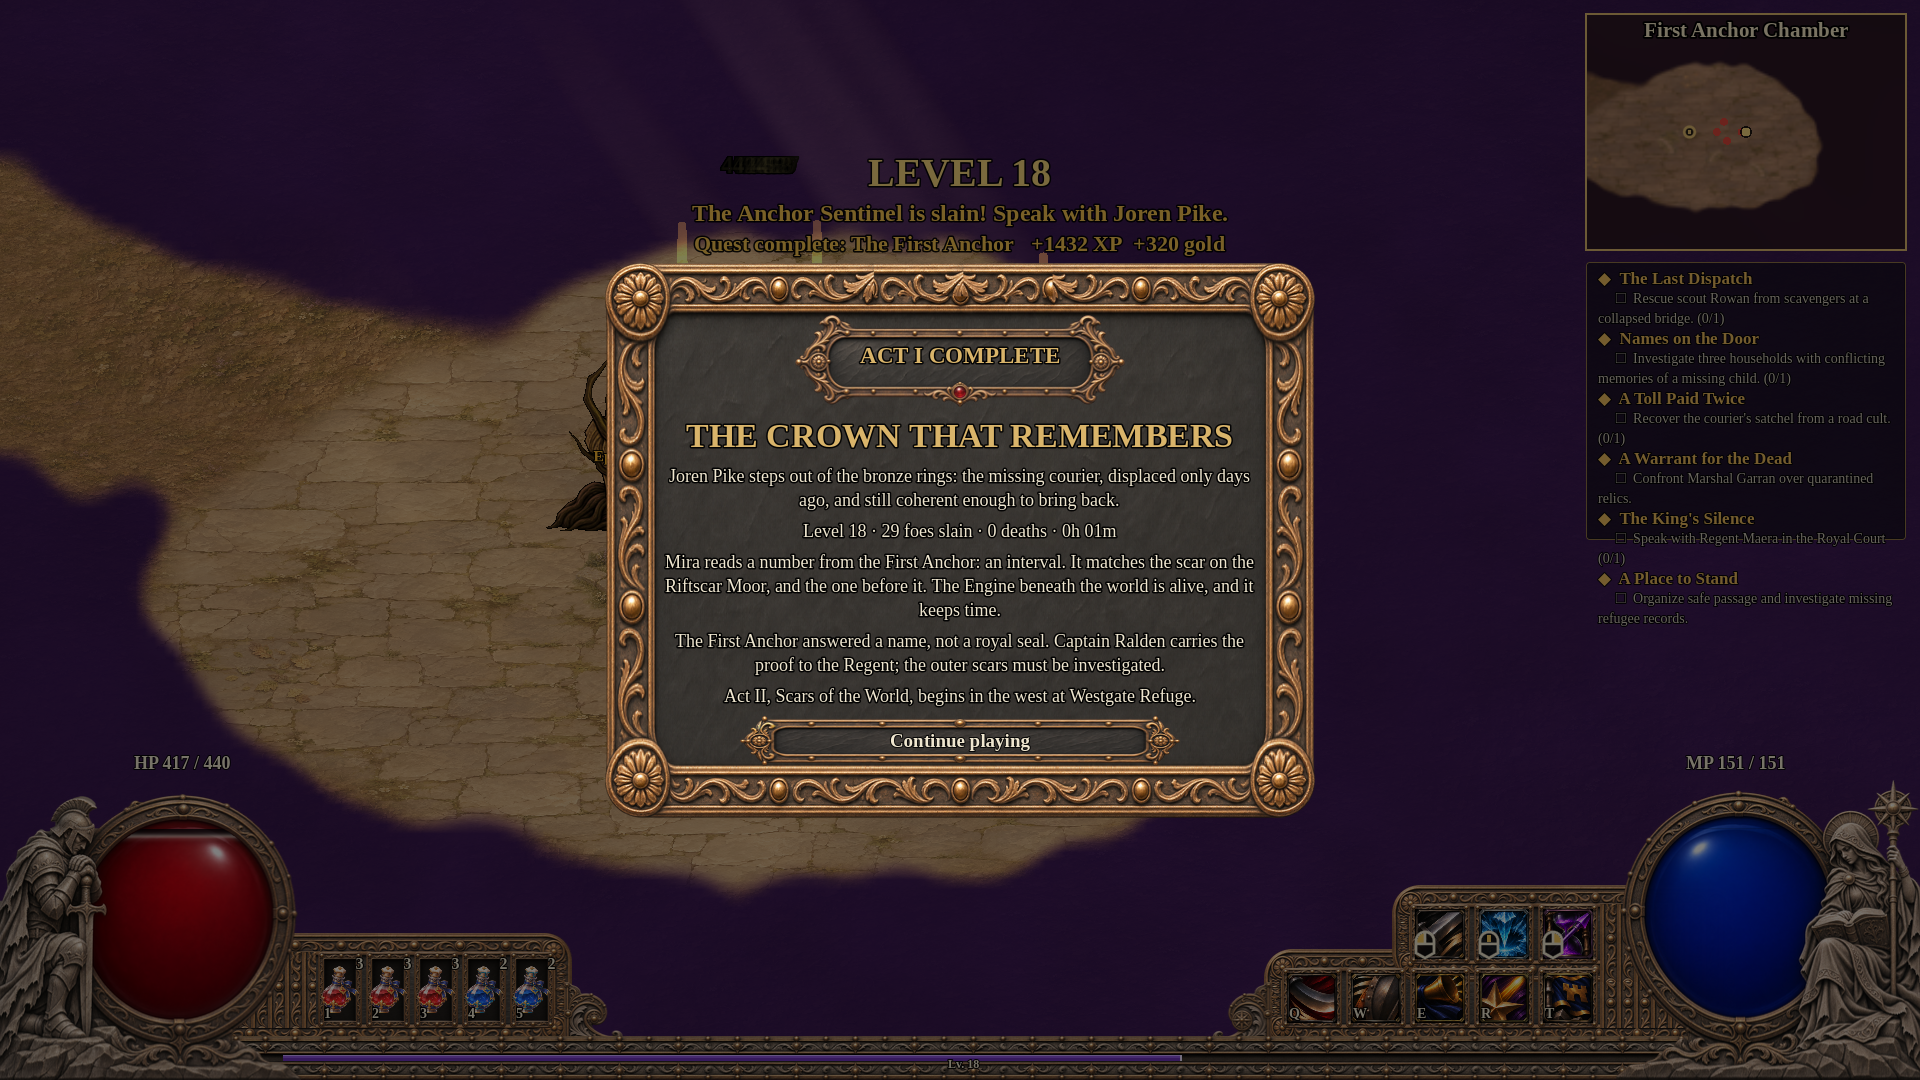 First Anchor Chamber
LEVEL 18
The Anchor Sentinel is slain! Speak with Joren Pike.
Quest complete: The First Anchor +1432 XP +320 gold
ACT I COMPLETE
THE CROWN THAT REMEMBERS
Joren Pike steps out of the bronze rings: the missing courier, displaced only days
ago, and still coherent enough to bring back.
Level 18 · 29 foes slain · 0 deaths · 0h 01m
Mira reads a number from the First Anchor: an interval. It matches the scar on the
Riftscar Moor, and the one before it. The Engine beneath the world is alive, and it
keeps time.
The First Anchor answered a name, not a royal seal. Captain Ralden carries the
proof to the Regent; the outer scars must be investigated.
Act II, Scars of the World, begins in the west at Westgate Refuge.
Continue playing
The Last Dispatch
Rescue scout Rowan from scavengers at a
collapsed bridge. (0/1)
Names on the Door
Investigate three households with conflicting
memories of a missing child. (0/1)
A Toll Paid Twice
Recover the courier's satchel from a road cult.
(0/1)
A Warrant for the Dead
Confront Marshal Garran over quarantined
relics.
The King's Silence
Speak with Regent Maera in the Royal Court
(0/1)
A Place to Stand
Organize safe passage and investigate missing
refugee records.
HP 417 / 440
MP 151 / 151
3 3 3 2 2
1 2 3 4 5
Q W E R T
Lv. 18